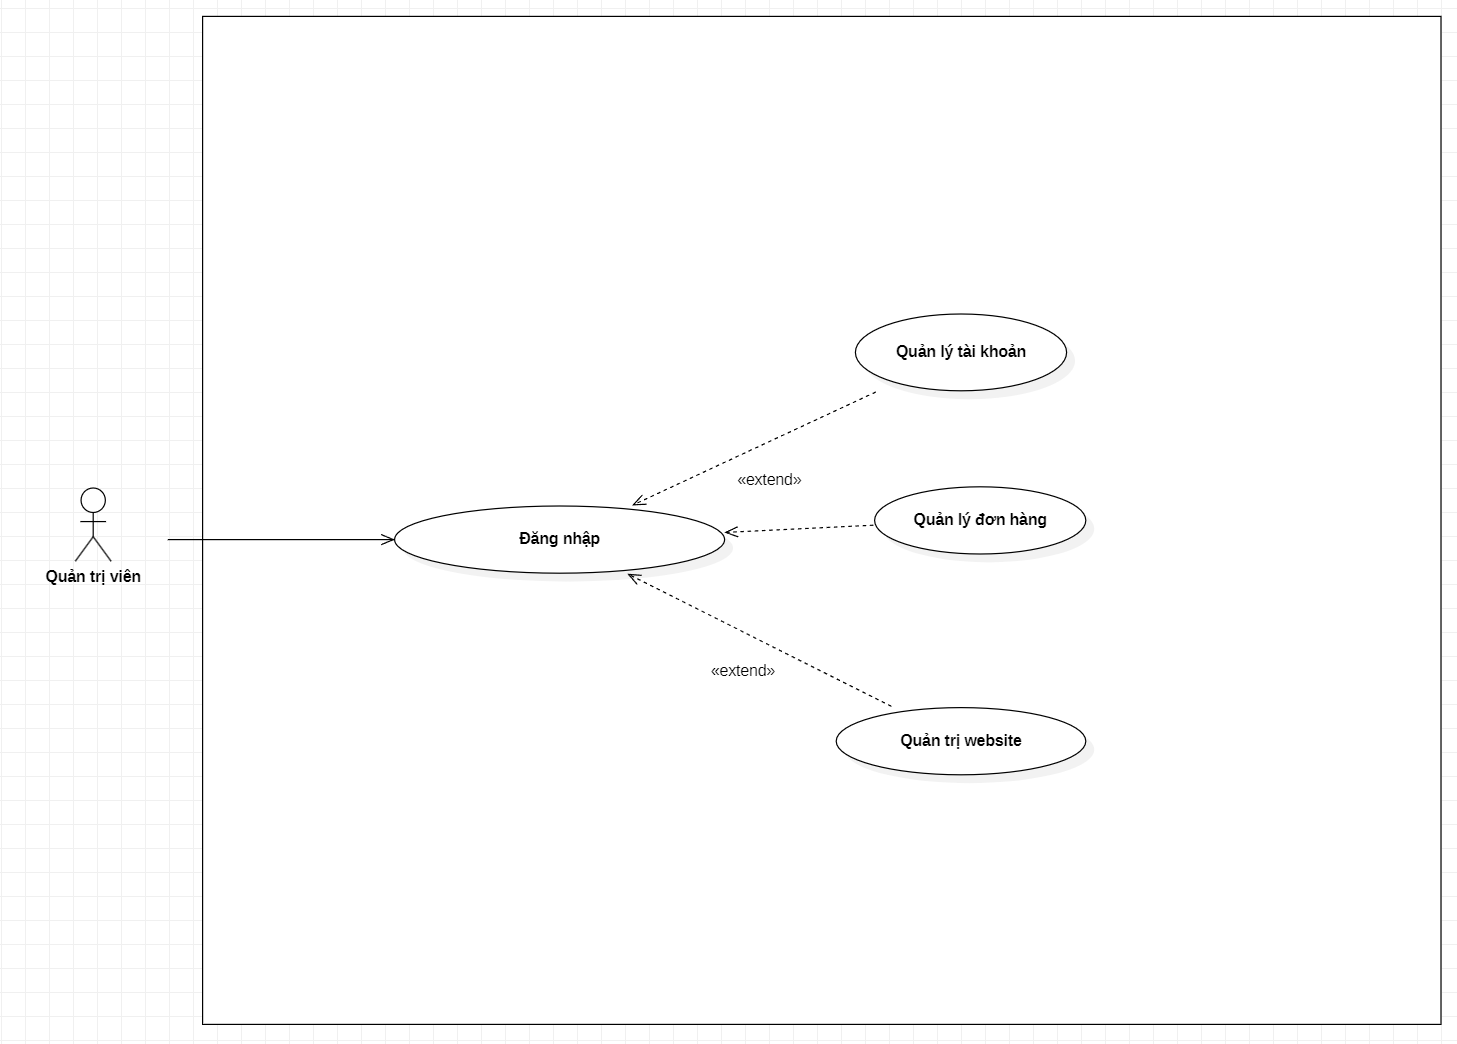 Quản lý tài khoản
«extend»
Quản lý đơn hàng
Đăng nhập
Quản trị viên
«extend»
Quản trị website